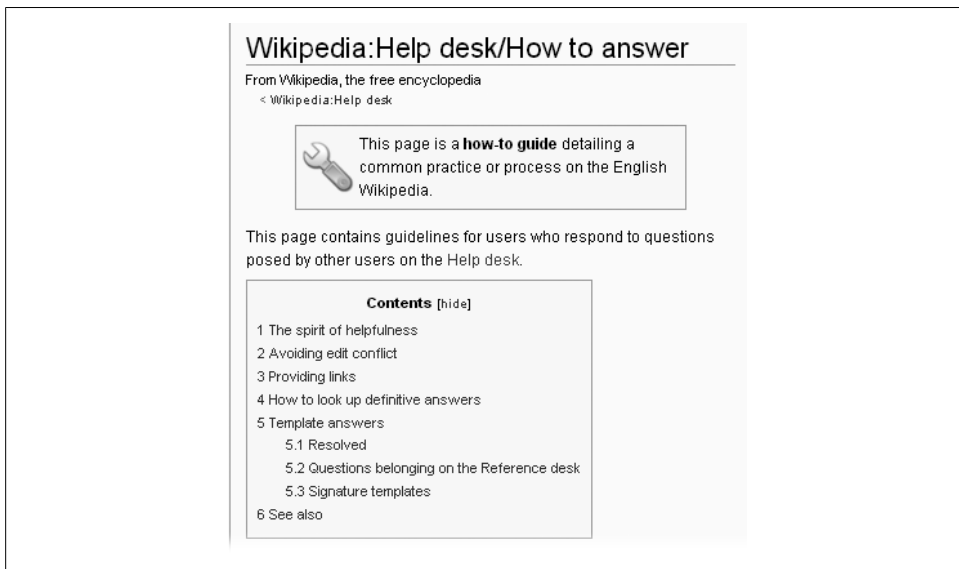 Wikipedia:Help desk/How to answer
From Wikipedia, the free encyclopedia
< Wikipedia:Help desk
This page is a how-to guide detailing a
common practice or process on the English
Wikipedia.
This page contains guidelines for users who respond to questions
posed by other users on the Help desk.
Contents [hide]
1 The spirit of helpfulness
2 Avoiding edit conflict
3 Providing links
4 How to look up definitive answers
5 Template answers
5.1 Resolved
5.2 Questions belonging on the Reference desk
5.3 Signature templates
6 See also